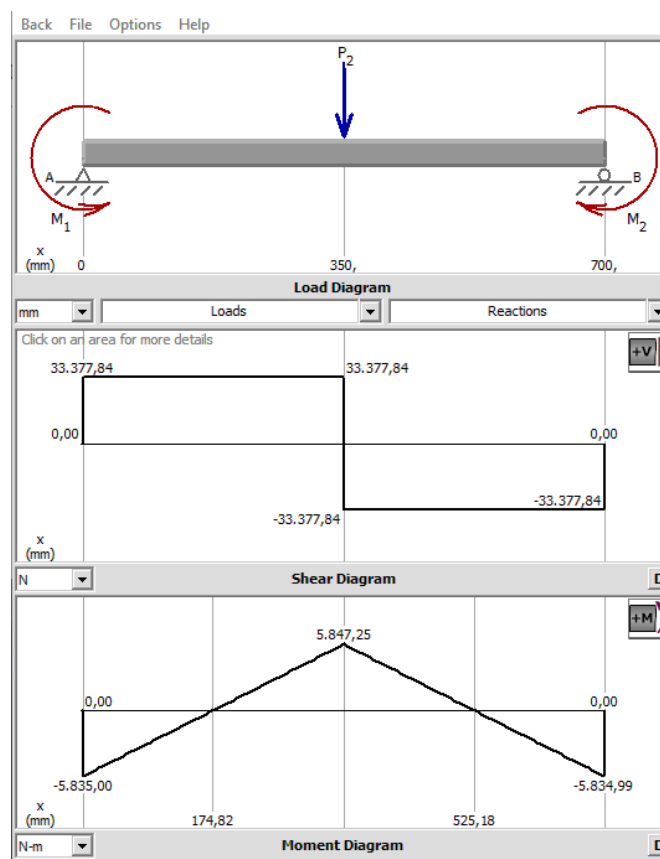 Back File Options Help
P2
A B
M1 M2
x
(mm) 0 350, 700,
Load Diagram
mm Loads Reactions
Click on an area for more details
+V
33.377,84 33.377,84
0,00 0,00
-33.377,84
-33.377,84
x
(mm)
N Shear Diagram D
+M
5.847,25
0,00 0,00
-5.835,00 -5.834,99
x
(mm) 174,82 525,18
N-m Moment Diagram D